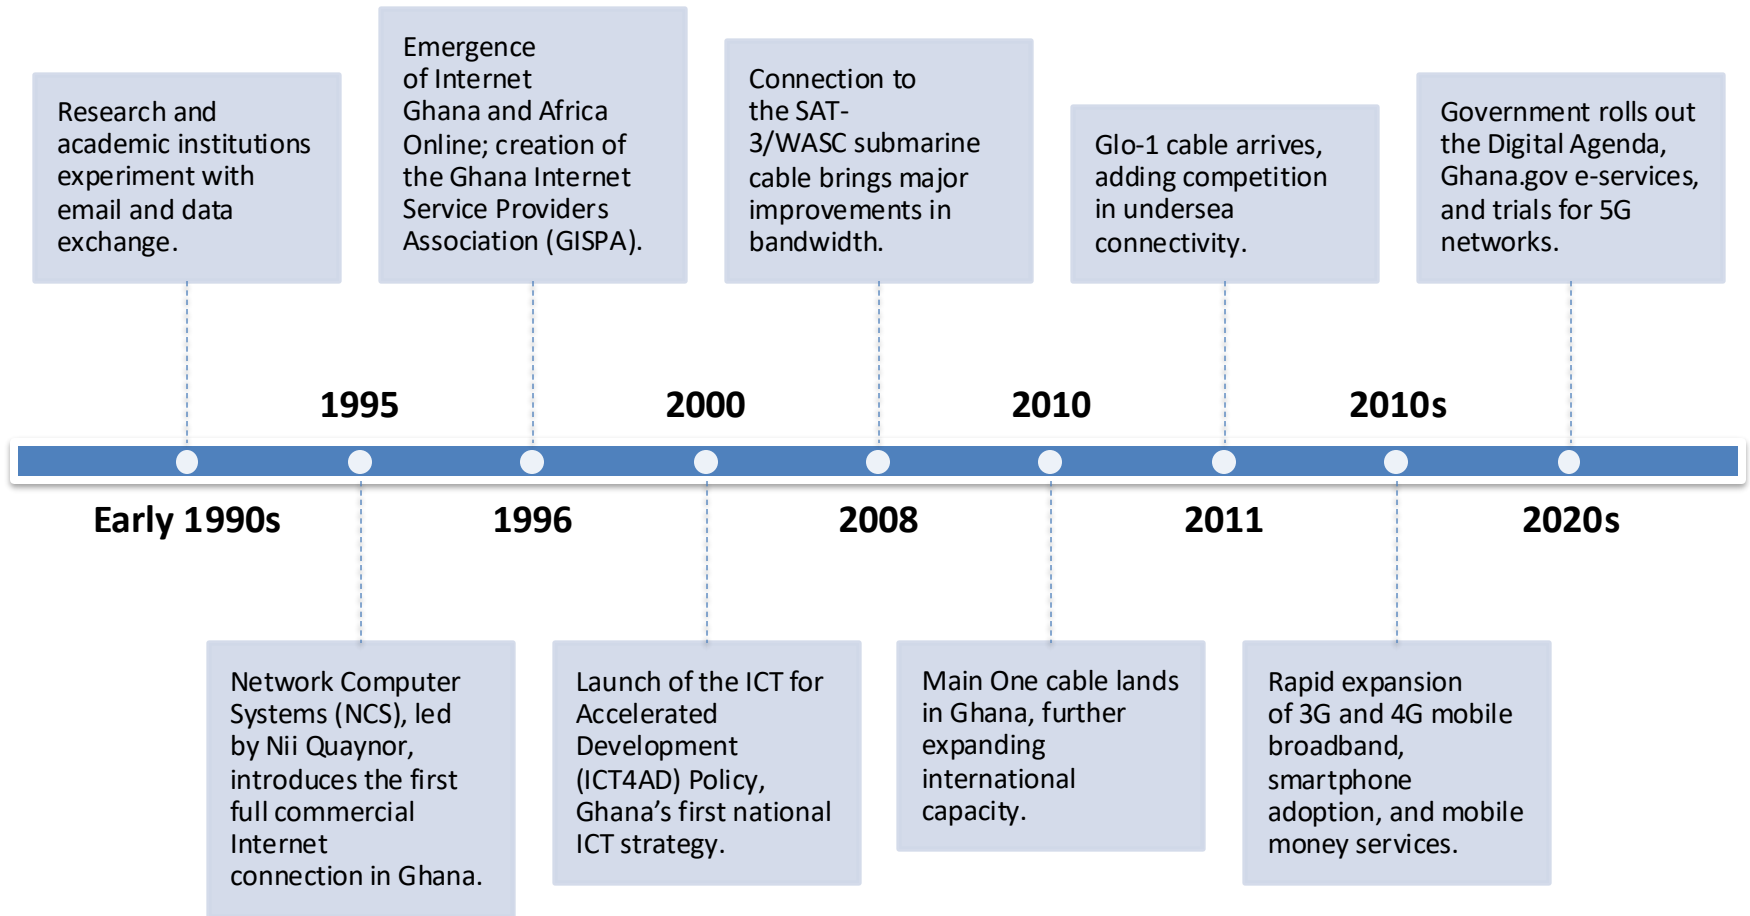 Research and
academic institutions
experiment with
email and data
exchange.
Emergence
of Internet
Ghana and Africa
Online; creation of
the Ghana Internet
Service Providers
Association (GISPA).
Connection to
the SAT-
3/WASC submarine
cable brings major
improvements in
bandwidth.
Glo-1 cable arrives,
adding competition
in undersea
connectivity.
Government rolls out
the Digital Agenda,
Ghana.gov e-services,
and trials for 5G
networks.
1995
2000
2010
2010s
Early 1990s
1996
2008
2011
2020s
Network Computer
Systems (NCS), led
by Nii Quaynor,
introduces the first
full commercial
Internet
connection in Ghana.
Launch of the ICT for
Accelerated
Development
(ICT4AD) Policy,
Ghana’s first national
ICT strategy.
Main One cable lands
in Ghana, further
expanding
international
capacity.
Rapid expansion
of 3G and 4G mobile
broadband,
smartphone
adoption, and mobile
money services.